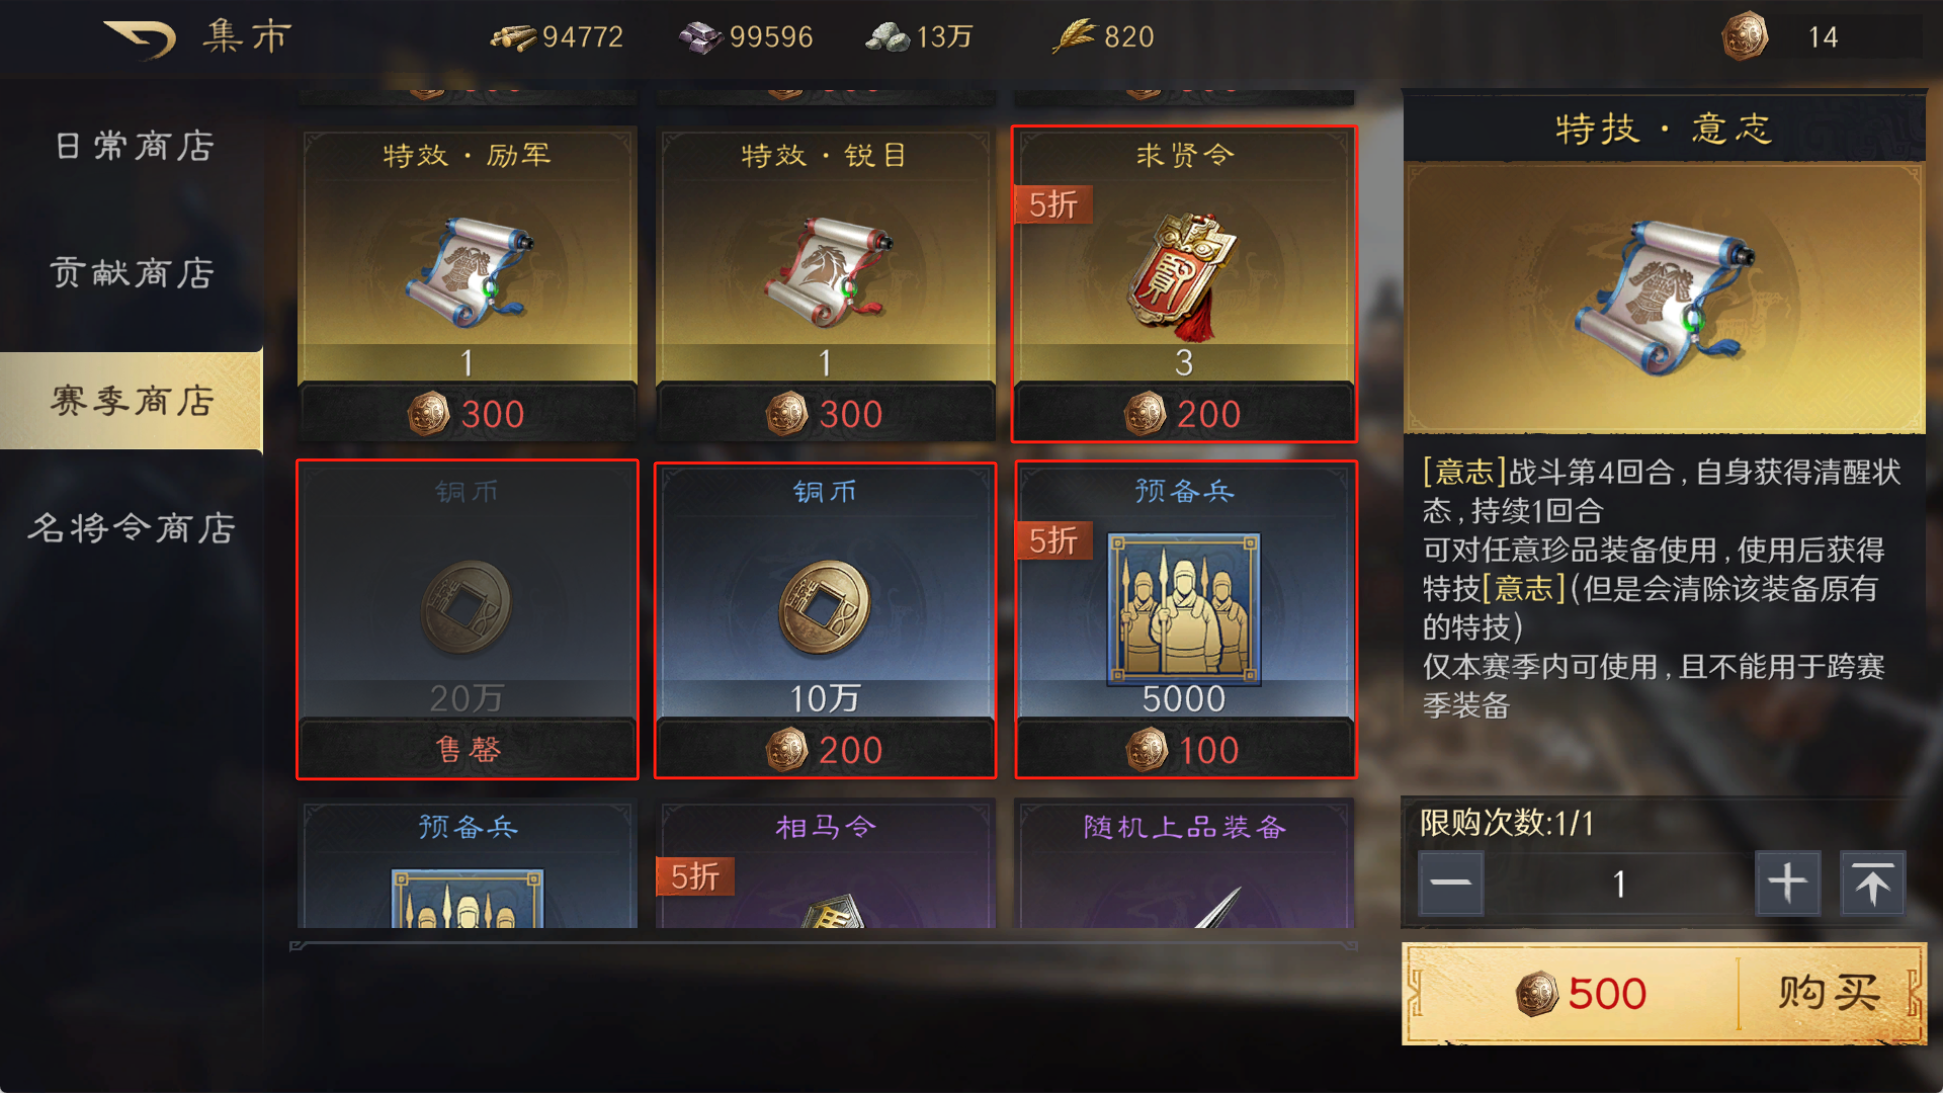 集市
94772
99596
13万
820
14
日常商店
贡献商店
赛季商店
名将令商店
特效·励军
1
300
特效·锐目
1
300
求贤令
5折
3
200
铜币
20万
售罄
铜币
10万
200
预备兵
5折
5000
100
预备兵
相马令
5折
随机上品装备
特技·意志
[意志]战斗第4回合,自身获得清醒状
态,持续1回合
可对任意珍品装备使用,使用后获得
特技[意志](但是会清除该装备原有
的特技)
仅本赛季内可使用,且不能用于跨赛
季装备
限购次数:1/1
1
500
购买